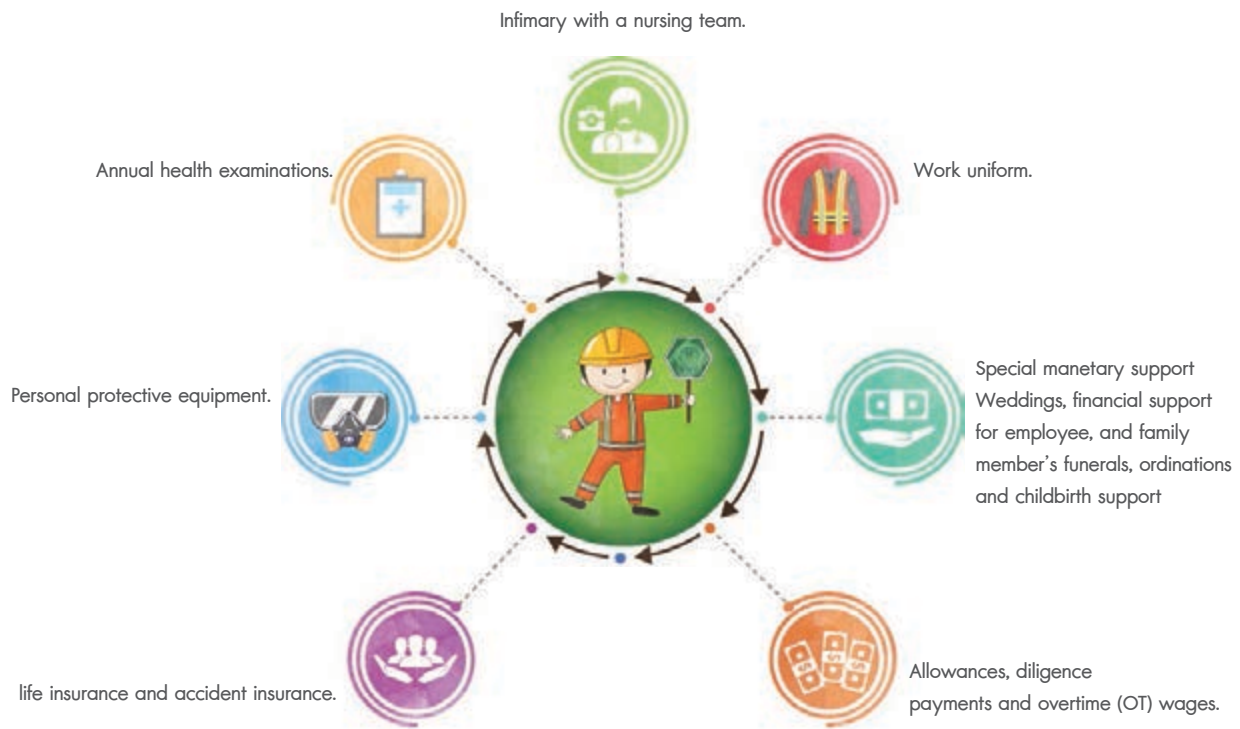 Infimary with a nursing team.
Annual health examinations.
Work uniform.
Personal protective equipment.
Special manetary support
Weddings, financial support
for employee, and family
member's funerals, ordinations
and childbirth support
life insurance and accident insurance.
Allowances, diligence
payments and overtime (OT) wages.